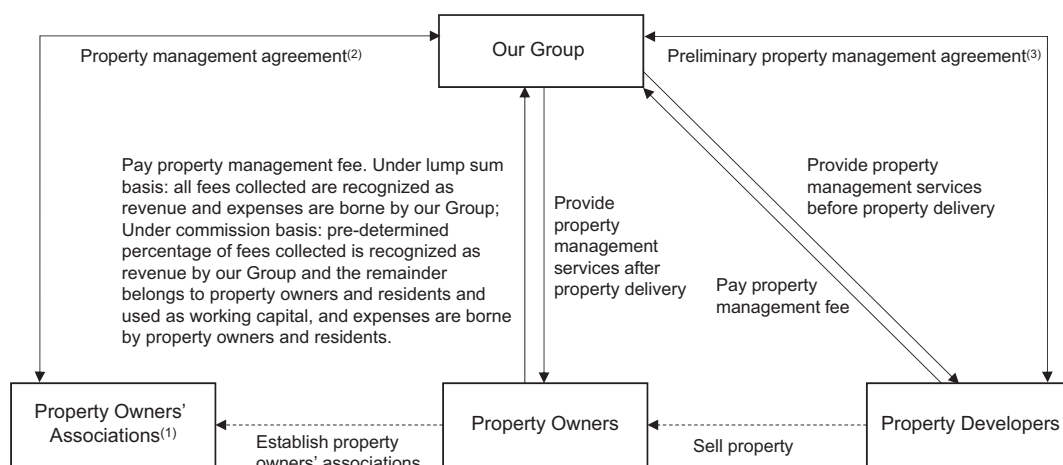 Our Group
Property management agreement(2)
Preliminary property management agreement(3)
Pay property management fee. Under lump sum
basis: all fees collected are recognized as
revenue and expenses are borne by our Group;
Under commission basis: pre-determined
percentage of fees collected is recognized as
revenue by our Group and the remainder
belongs to property owners and residents and
used as working capital, and expenses are borne
by property owners and residents.
Provide
property
management
services after
property delivery
Provide property
management services
before property delivery
Pay property
management fee
Property Owners’
Associations(1)
Establish property
owners’ associations
Property Owners
Sell property
Property Developers